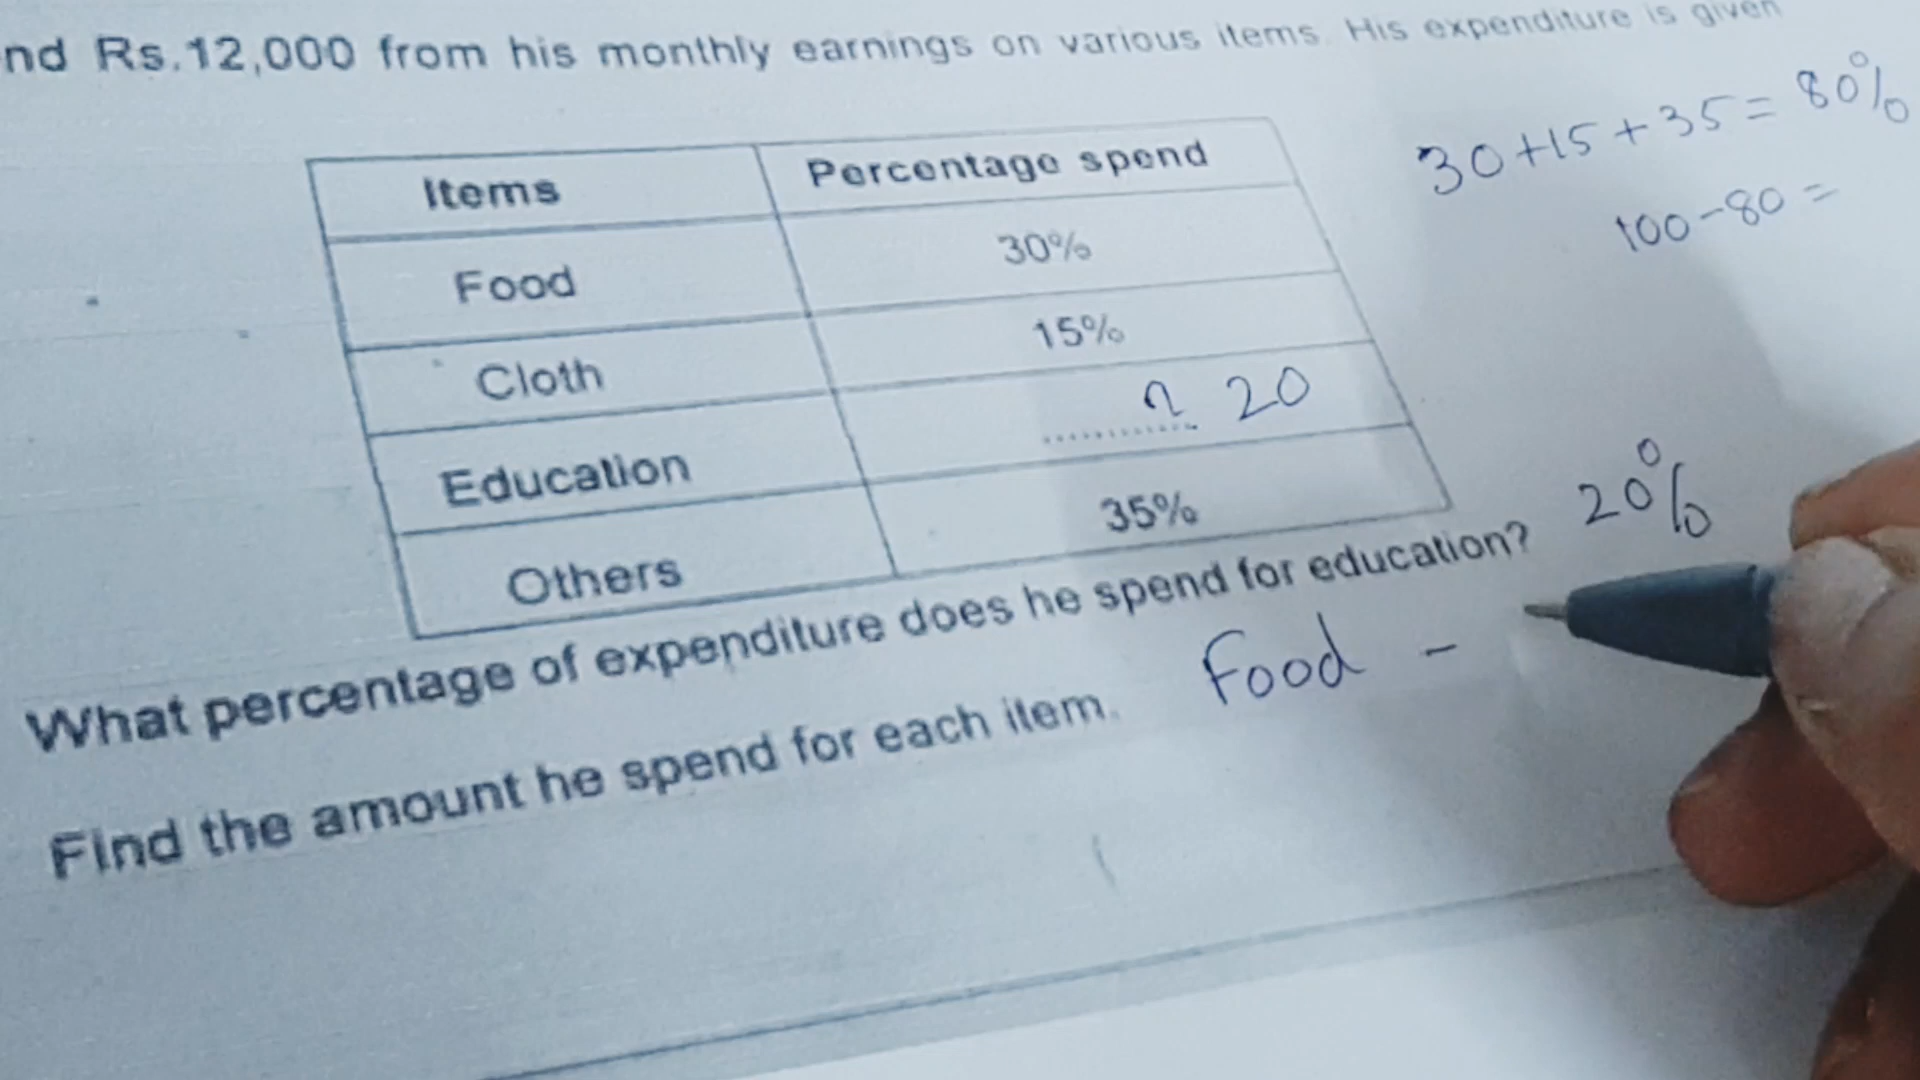 nd Rs.12,000 from his monthly earnings on various items. His expenditure is given
30+15+35=80%
100-80=
Items Percentage spend
Food 30%
Cloth 15%
Education ............ ? 20
Others 35%
What percentage of expenditure does he spend for education? 20%
Find the amount he spend for each item. Food -